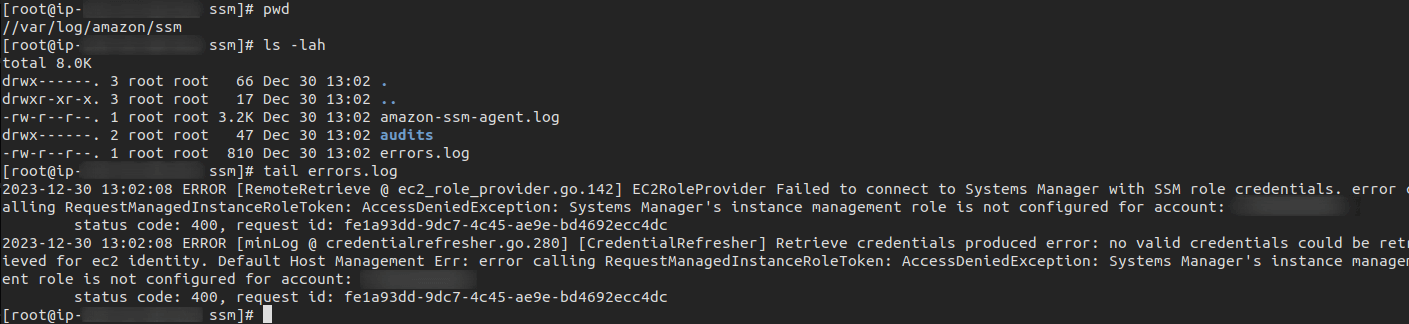 [root@ip- ssm]# pwd
//var/log/amazon/ssm
[root@ip- ssm]# ls -lah
total 8.0K
drwx------. 3 root root   66 Dec 30 13:02 .
drwxr-xr-x. 3 root root   17 Dec 30 13:02 ..
-rw-r--r--. 1 root root 3.2K Dec 30 13:02 amazon-ssm-agent.log
drwx------. 2 root root   47 Dec 30 13:02 audits
-rw-r--r--. 1 root root  810 Dec 30 13:02 errors.log
[root@ip- ssm]# tail errors.log
2023-12-30 13:02:08 ERROR [RemoteRetrieve @ ec2_role_provider.go.142] EC2RoleProvider Failed to connect to Systems Manager with SSM role credentials. error c
alling RequestManagedInstanceRoleToken: AccessDeniedException: Systems Manager's instance management role is not configured for account:
        status code: 400, request id: fe1a93dd-9dc7-4c45-ae9e-bd4692ecc4dc
2023-12-30 13:02:08 ERROR [minLog @ credentialrefresher.go.280] [CredentialRefresher] Retrieve credentials produced error: no valid credentials could be retr
ieved for ec2 identity. Default Host Management Err: error calling RequestManagedInstanceRoleToken: AccessDeniedException: Systems Manager's instance managem
ent role is not configured for account:
        status code: 400, request id: fe1a93dd-9dc7-4c45-ae9e-bd4692ecc4dc
[root@ip- ssm]#